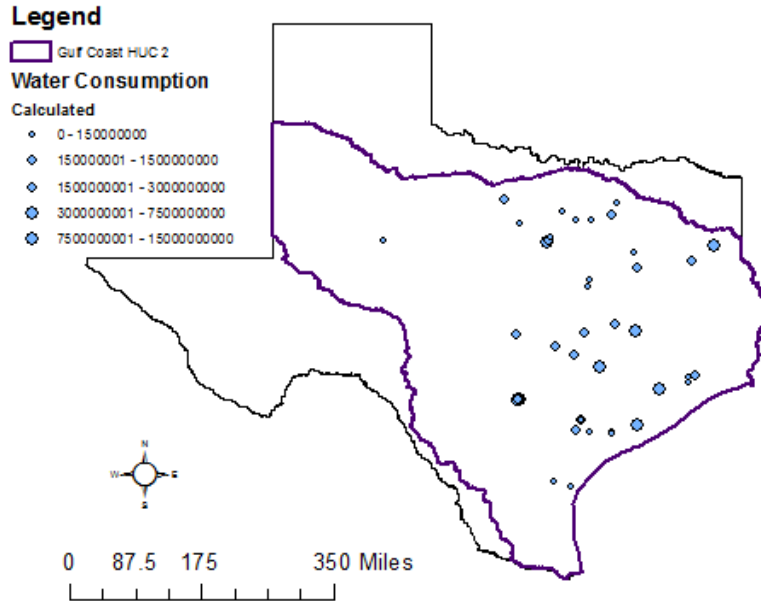 Legend
Gulf Coast HUC 2
Water Consumption
Calculated
0 - 150000000
150000001 - 1500000000
1500000001 - 3000000000
3000000001 - 7500000000
7500000001 - 15000000000
N
W E
S
0 87.5 175 350 Miles